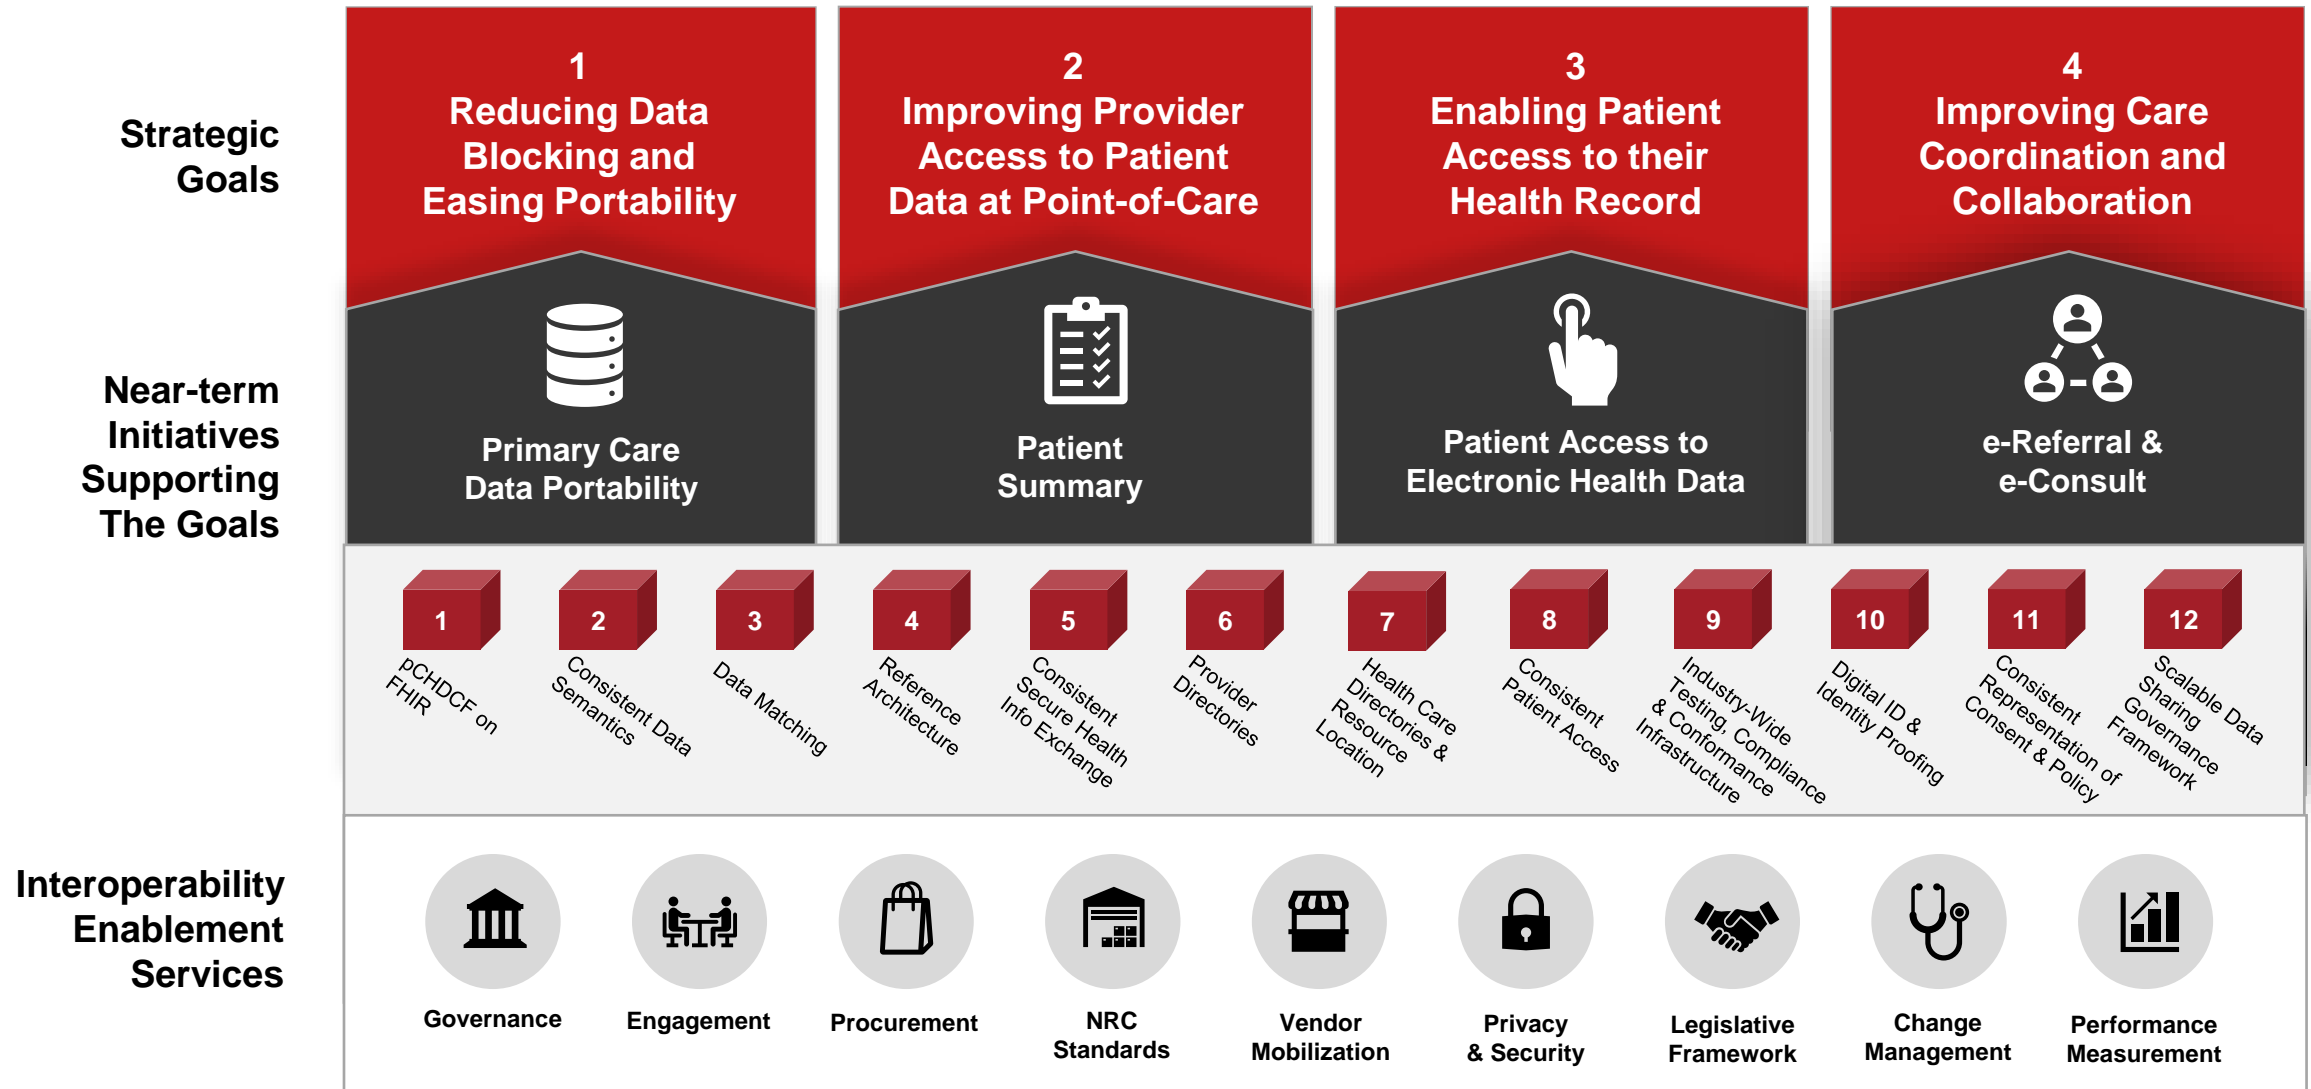 Strategic
Goals
1
Reducing Data
Blocking and
Easing Portability
2
Improving Provider
Access to Patient
Data at Point-of-Care
3
Enabling Patient
Access to their
Health Record
4
Improving Care
Coordination and
Collaboration
Near-term
Initiatives
Supporting
The Goals
Primary Care
Data Portability
Patient
Summary
Patient Access to
Electronic Health Data
e-Referral &
e-Consult
1
pCHDCF on
FHIR
2
Consistent Data
Semantics
3
Data Matching
4
Reference
Architecture
5
Consistent
Secure Health
Info Exchange
6
Provider
Directories
7
Health Care
Directories &
Resource
Location
8
Consistent
Patient Access
9
Industry-Wide
Testing, Compliance
& Conformance
Infrastructure
10
Digital ID &
Identity Proofing
11
Consistent
Representation of
Consent & Policy
12
Scalable Data
Sharing
Governance
Framework
Interoperability
Enablement
Services
Governance
Engagement
Procurement
NRC
Standards
Vendor
Mobilization
Privacy
& Security
Legislative
Framework
Change
Management
Performance
Measurement